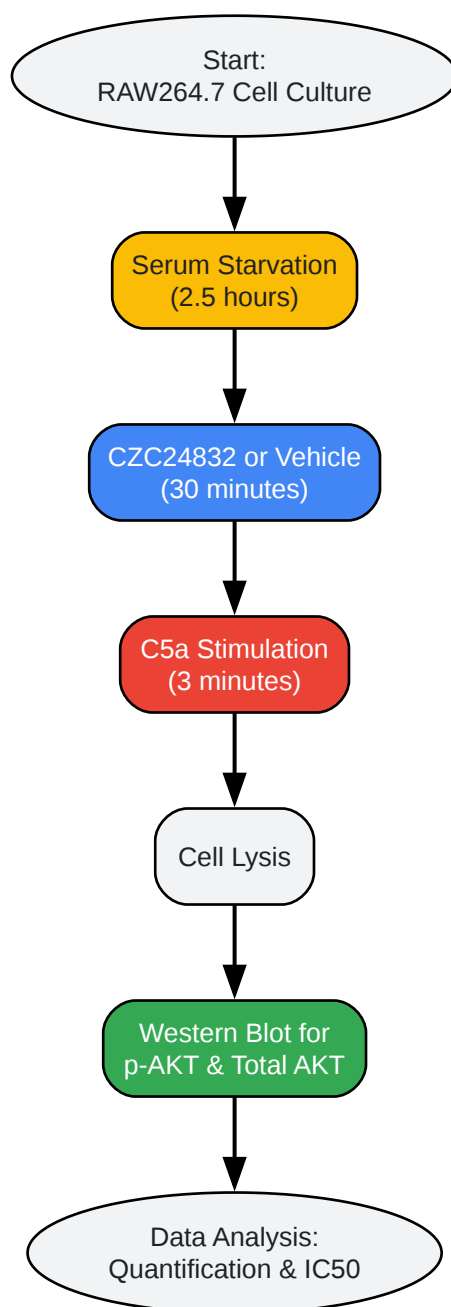 Start:
RAW264.7 Cell Culture
Serum Starvation
(2.5 hours)
CZC24832 or Vehicle
(30 minutes)
C5a Stimulation
(3 minutes)
Cell Lysis
Western Blot for
p-AKT & Total AKT
Data Analysis:
Quantification & IC50